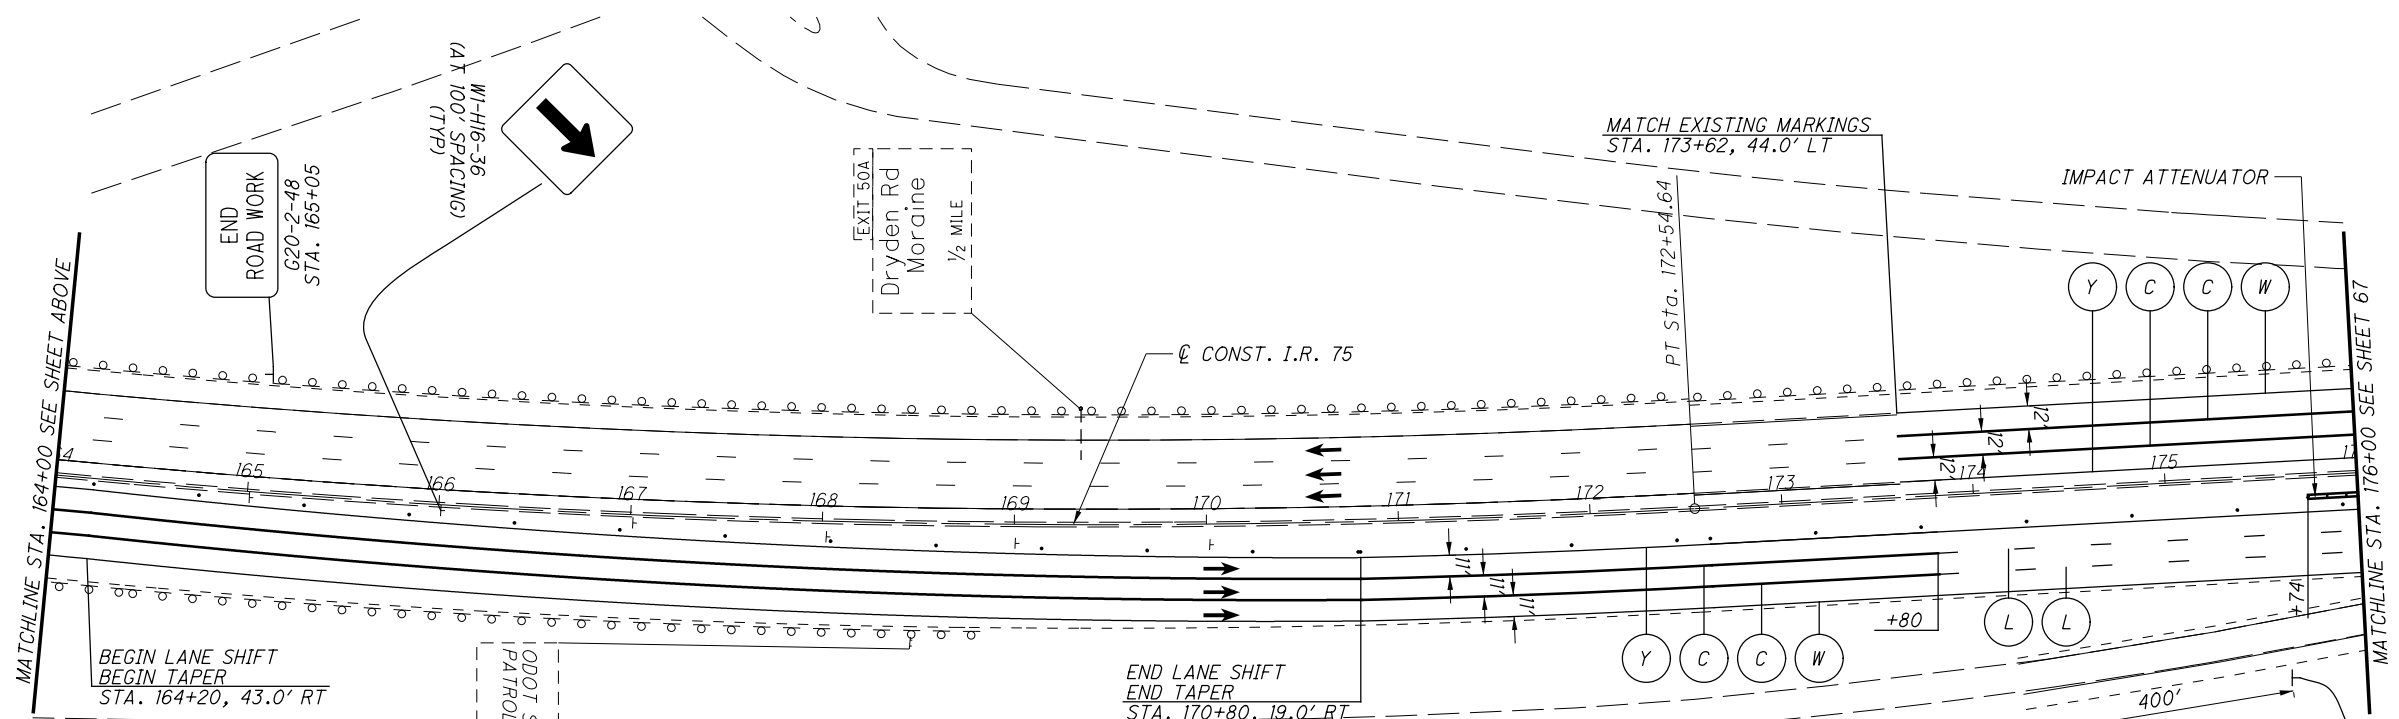 MATCHLINE STA. 164+00 SEE SHEET ABOVE
END
ROAD WORK
G20-2-48
STA. 165+05
W1-H16-36
(AT 100' SPACING)
(TYP)
EXIT 50A
Dryden Rd
Moraine
1/2 MILE
℄ CONST. I.R. 75
MATCH EXISTING MARKINGS
STA. 173+62, 44.0' LT
PT Sta. 172+54.64
IMPACT ATTENUATOR
Y
C
C
W
12'
12'
12'
4
165
166
167
168
169
170
171
172
173
174
175
MATCHLINE STA. 176+00 SEE SHEET 67
11'
11'
11'
Y
C
C
W
+80
L
L
+74
400'
BEGIN LANE SHIFT
BEGIN TAPER
STA. 164+20, 43.0' RT
ODOT S
PATROL
END LANE SHIFT
END TAPER
STA. 170+80, 19.0' RT